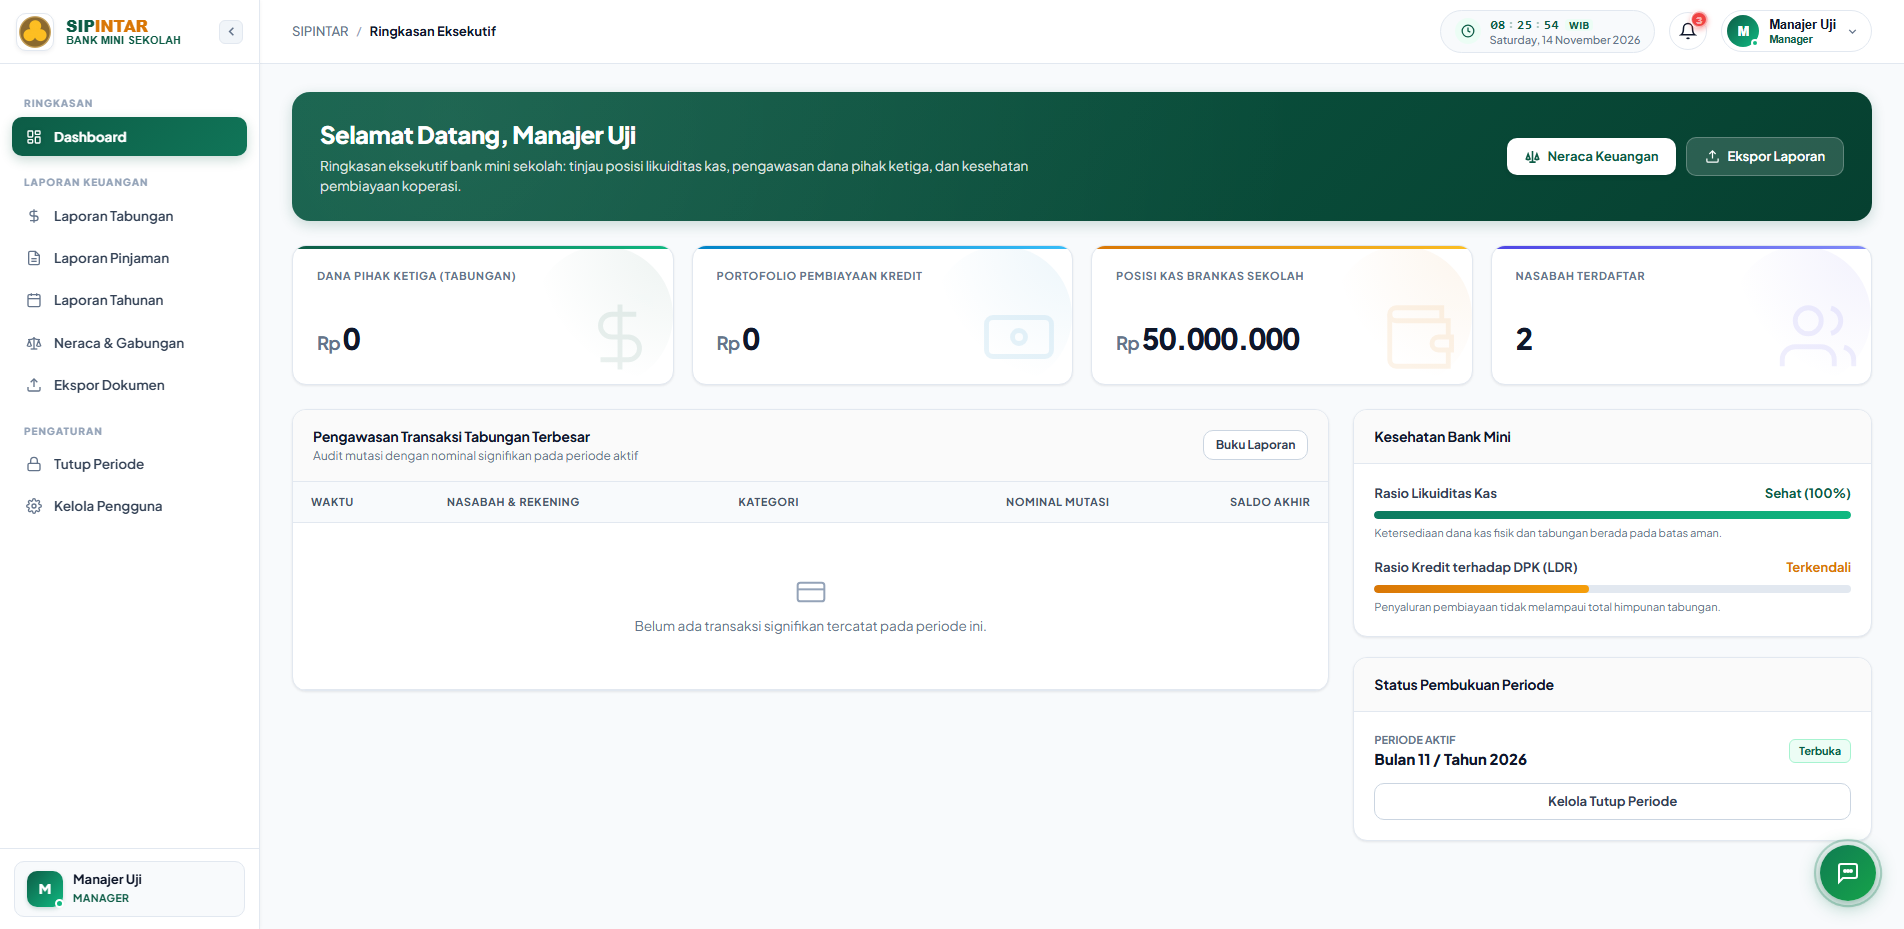 SIPINTAR
BANK MINI SEKOLAH
SIPINTAR / Ringkasan Eksekutif
08 : 25 : 54 WIB
Saturday, 14 November 2026
3
M
Manajer Uji
Manager
RINGKASAN
Dashboard
LAPORAN KEUANGAN
Laporan Tabungan
Laporan Pinjaman
Laporan Tahunan
Neraca & Gabungan
Ekspor Dokumen
PENGATURAN
Tutup Periode
Kelola Pengguna
M
Manajer Uji
MANAGER
Selamat Datang, Manajer Uji
Ringkasan eksekutif bank mini sekolah: tinjau posisi likuiditas kas, pengawasan dana pihak ketiga, dan kesehatan
pembiayaan koperasi.
Neraca Keuangan
Ekspor Laporan
DANA PIHAK KETIGA (TABUNGAN)
Rp 0
PORTOFOLIO PEMBIAYAAN KREDIT
Rp 0
POSISI KAS BRANKAS SEKOLAH
Rp 50.000.000
NASABAH TERDAFTAR
2
Pengawasan Transaksi Tabungan Terbesar
Audit mutasi dengan nominal signifikan pada periode aktif
Buku Laporan
WAKTU NASABAH & REKENING KATEGORI NOMINAL MUTASI SALDO AKHIR
Belum ada transaksi signifikan tercatat pada periode ini.
Kesehatan Bank Mini
Rasio Likuiditas Kas Sehat (100%)
Ketersediaan dana kas fisik dan tabungan berada pada batas aman.
Rasio Kredit terhadap DPK (LDR) Terkendali
Penyaluran pembiayaan tidak melampaui total himpunan tabungan.
Status Pembukuan Periode
PERIODE AKTIF
Bulan 11 / Tahun 2026
Terbuka
Kelola Tutup Periode